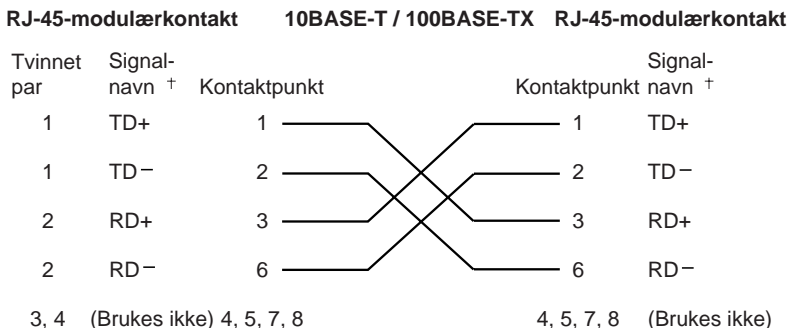 RJ-45-modulærkontakt 10BASE-T / 100BASE-TX RJ-45-modulærkontakt
Tvinnet Signal- Signal-
par navn † Kontaktpunkt Kontaktpunkt navn †
1 TD+ 1 1 TD+
1 TD− 2 2 TD−
2 RD+ 3 3 RD+
2 RD− 6 6 RD−
3, 4 (Brukes ikke) 4, 5, 7, 8 4, 5, 7, 8 (Brukes ikke)